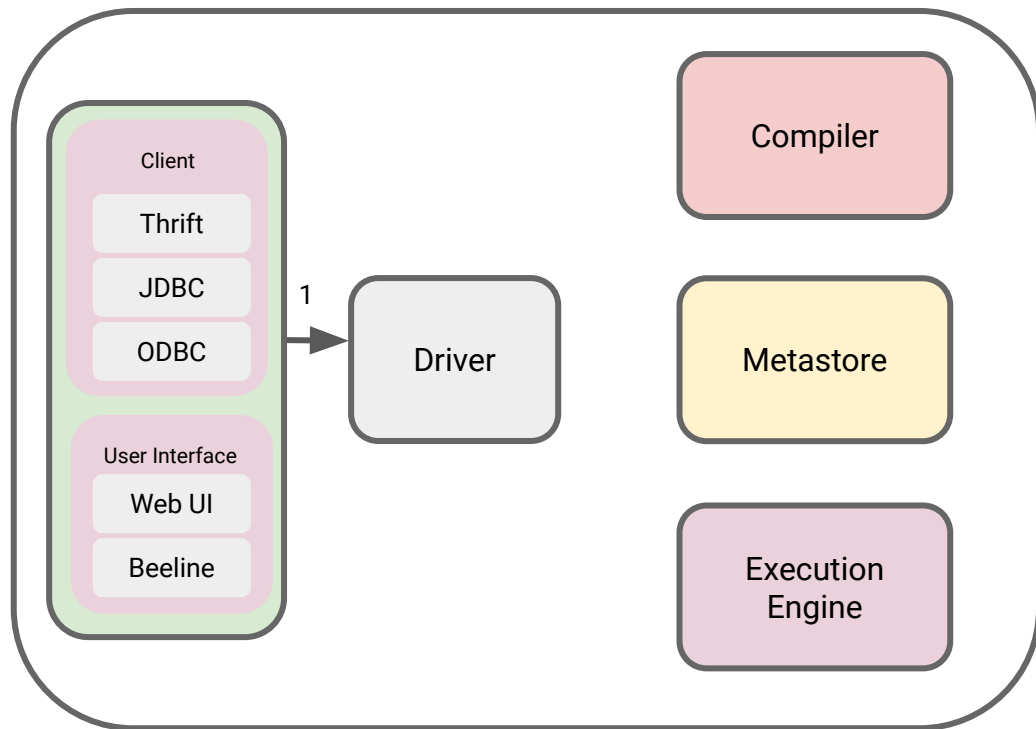 Client
Thrift
JDBC
ODBC
User Interface
Web UI
Beeline
1
Driver
Compiler
Metastore
Execution
Engine